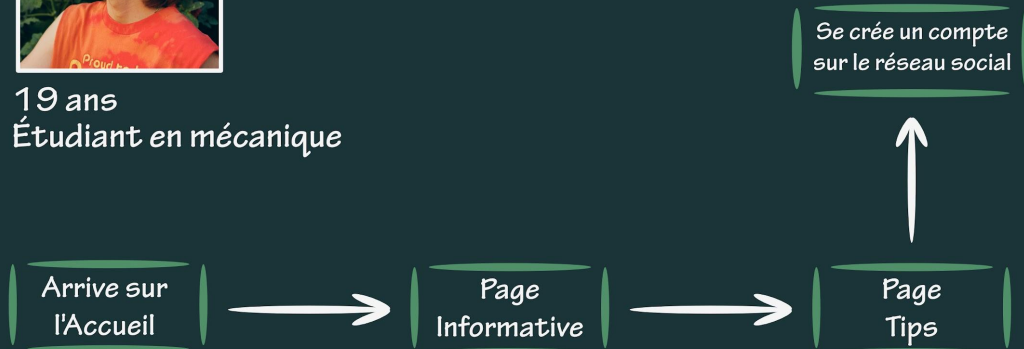 Proud
19 ans
Étudiant en mécanique
Se crée un compte
sur le réseau social
Arrive sur
l'Accueil
Page
Informative
Page
Tips